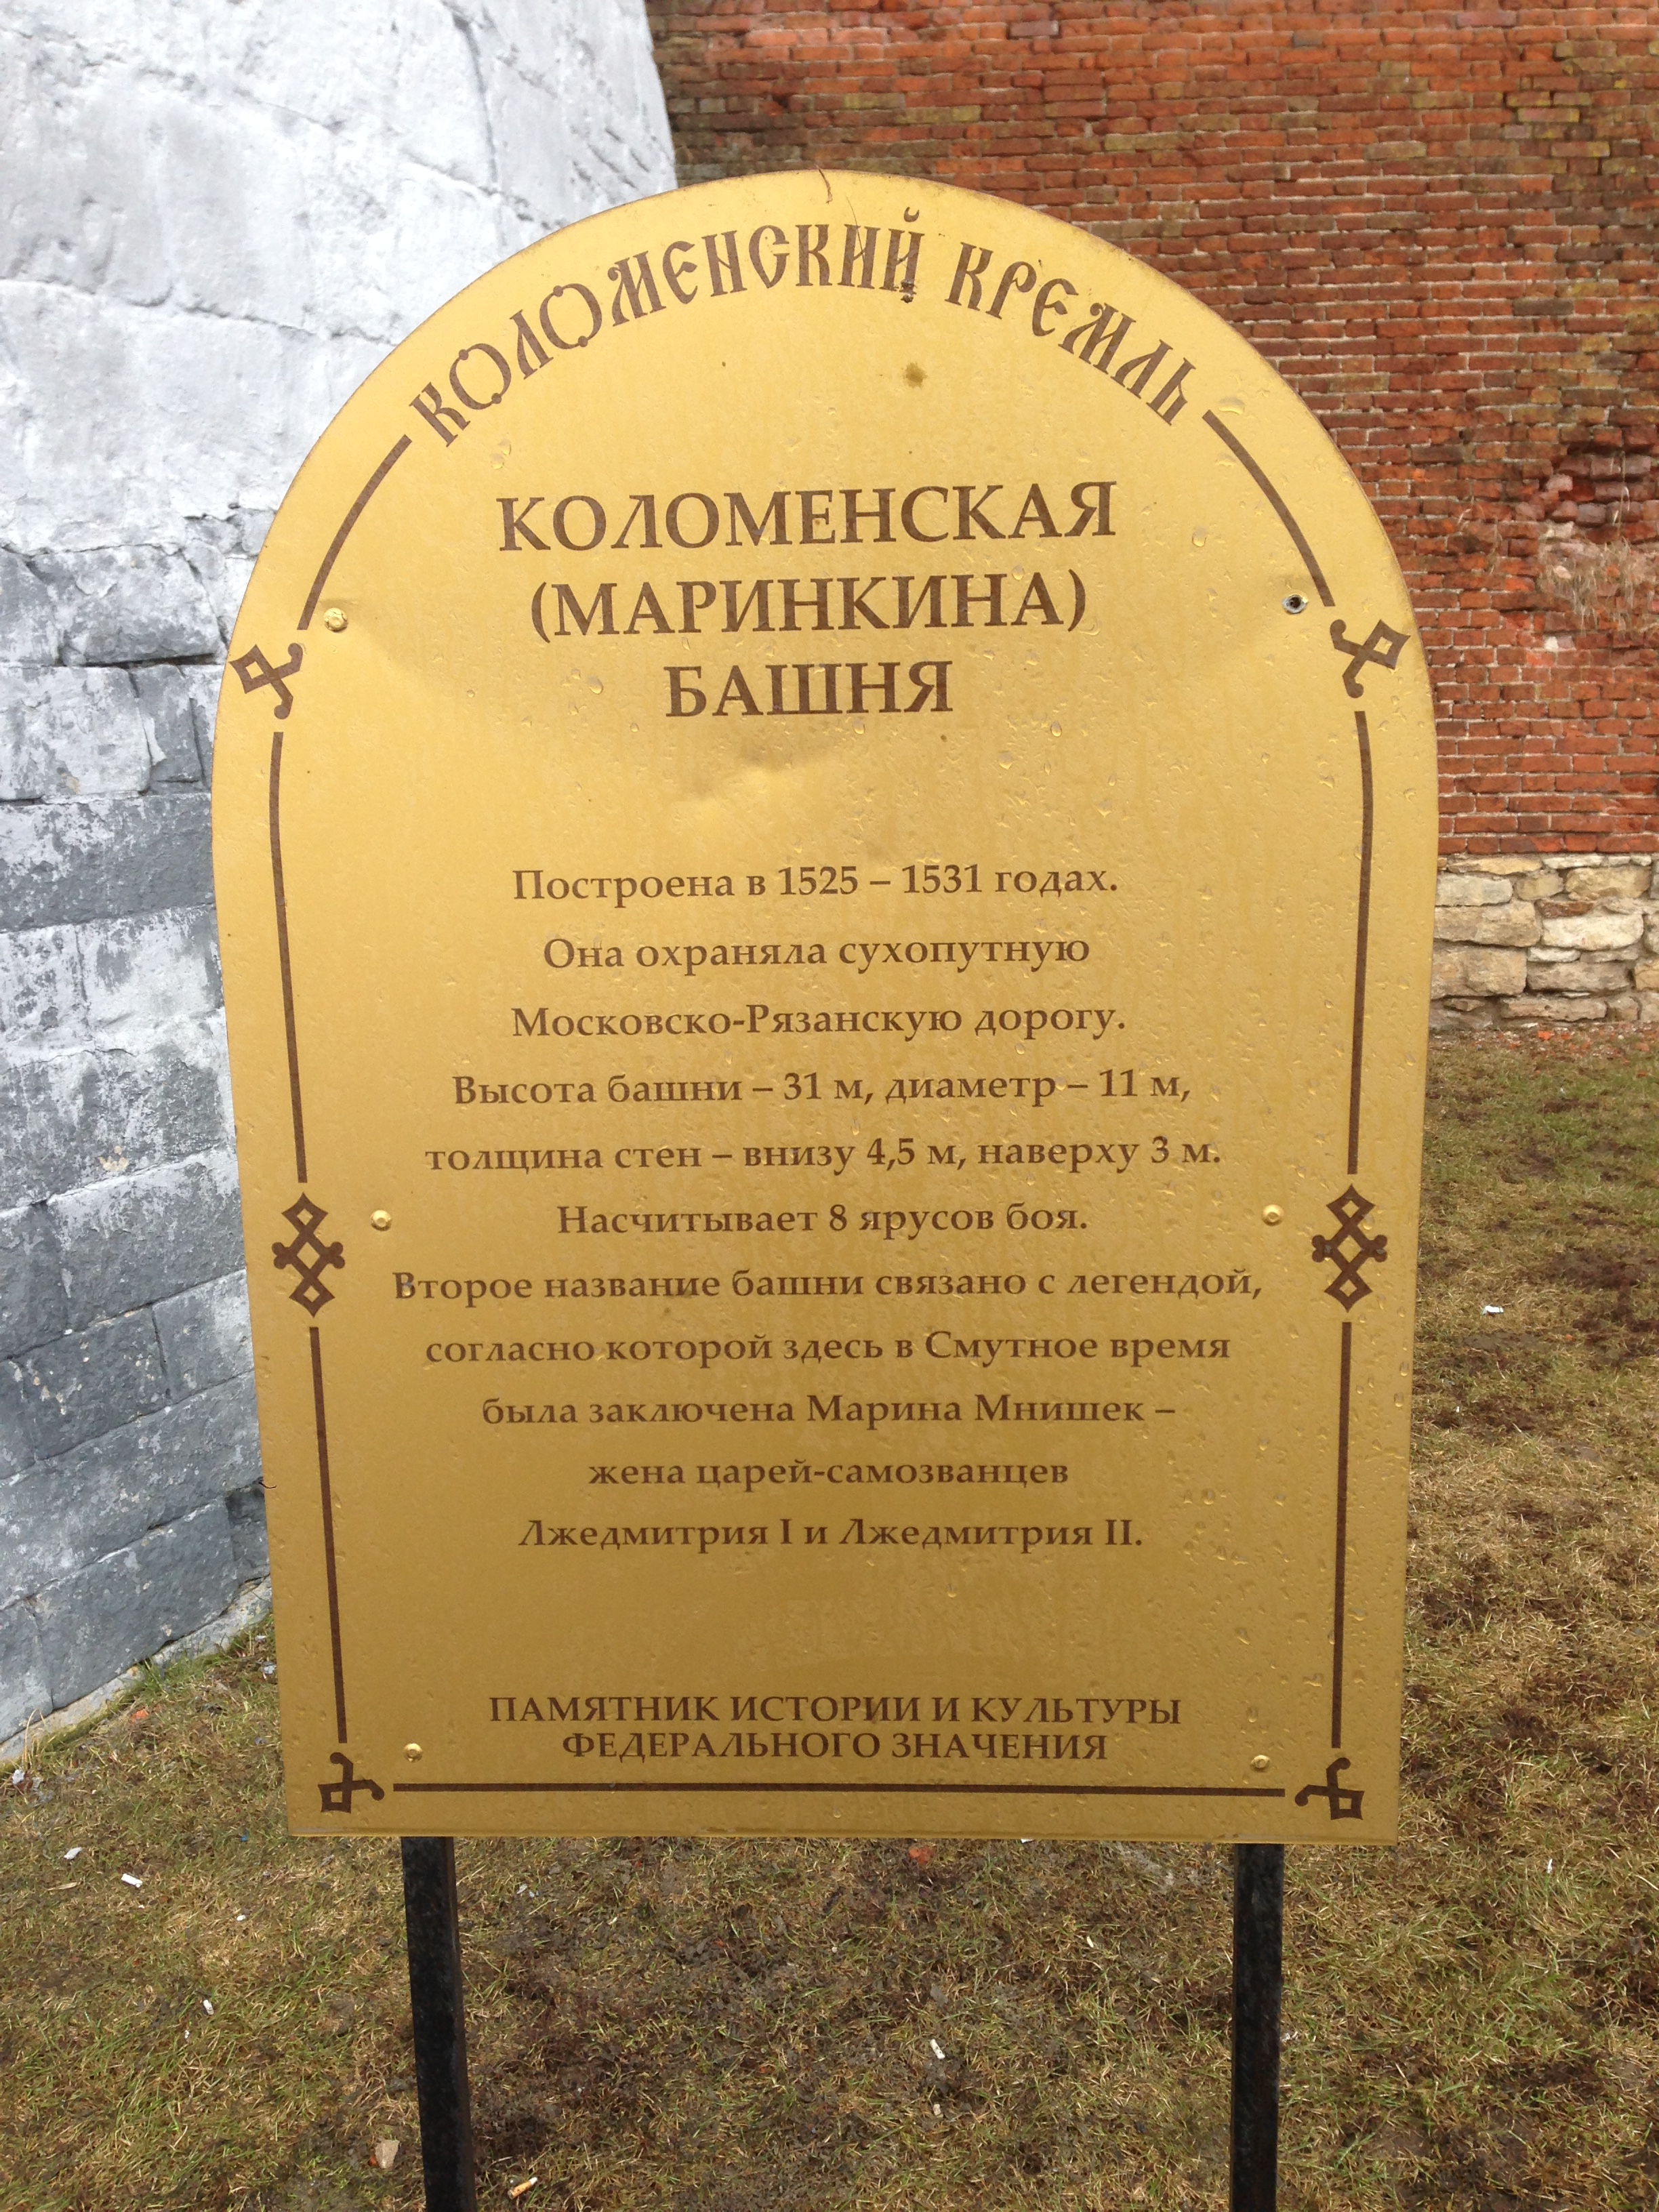 КОЛОМЕНСКИЙ КРЕМЛЬ
КОЛОМЕНСКАЯ
(МАРИНКИНА)
БАШНЯ
Построена в 1525 – 1531 годах.
Она охраняла сухопутную
Московско-Рязанскую дорогу.
Высота башни – 31 м, диаметр – 11 м,
толщина стен – внизу 4,5 м, наверху 3 м.
Насчитывает 8 ярусов боя.
Второе название башни связано с легендой,
согласно которой здесь в Смутное время
была заключена Марина Мнишек –
жена царей-самозванцев
Лжедмитрия I и Лжедмитрия II.
ПАМЯТНИК ИСТОРИИ И КУЛЬТУРЫ
ФЕДЕРАЛЬНОГО ЗНАЧЕНИЯ